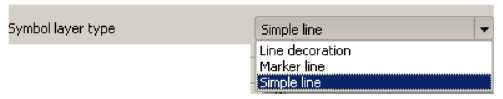 Symbol layer type Simple line
Line decoration
Marker line
Simple line